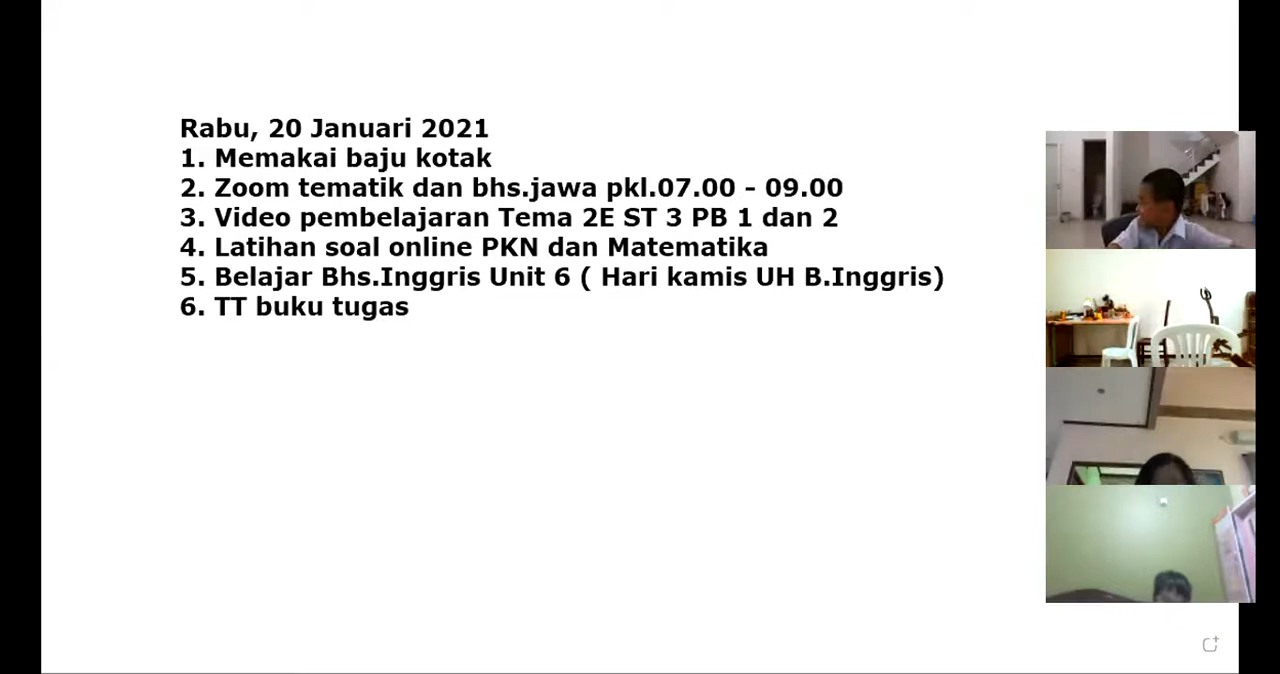 Rabu, 20 Januari 2021
1. Memakai baju kotak
2. Zoom tematik dan bhs.jawa pkl.07.00 - 09.00
3. Video pembelajaran Tema 2E ST 3 PB 1 dan 2
4. Latihan soal online PKN dan Matematika
5. Belajar Bhs.Inggris Unit 6 ( Hari kamis UH B.Inggris)
6. TT buku tugas